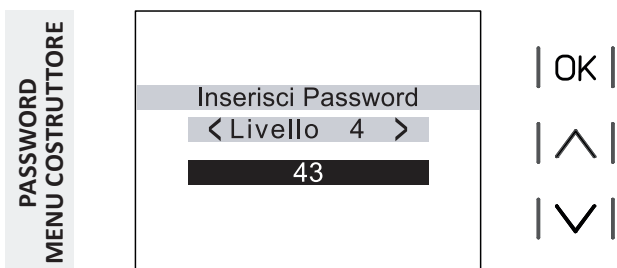 PASSWORD
MENU COSTRUTTORE
Inserisci Password
<Livello 4 >
43
OK